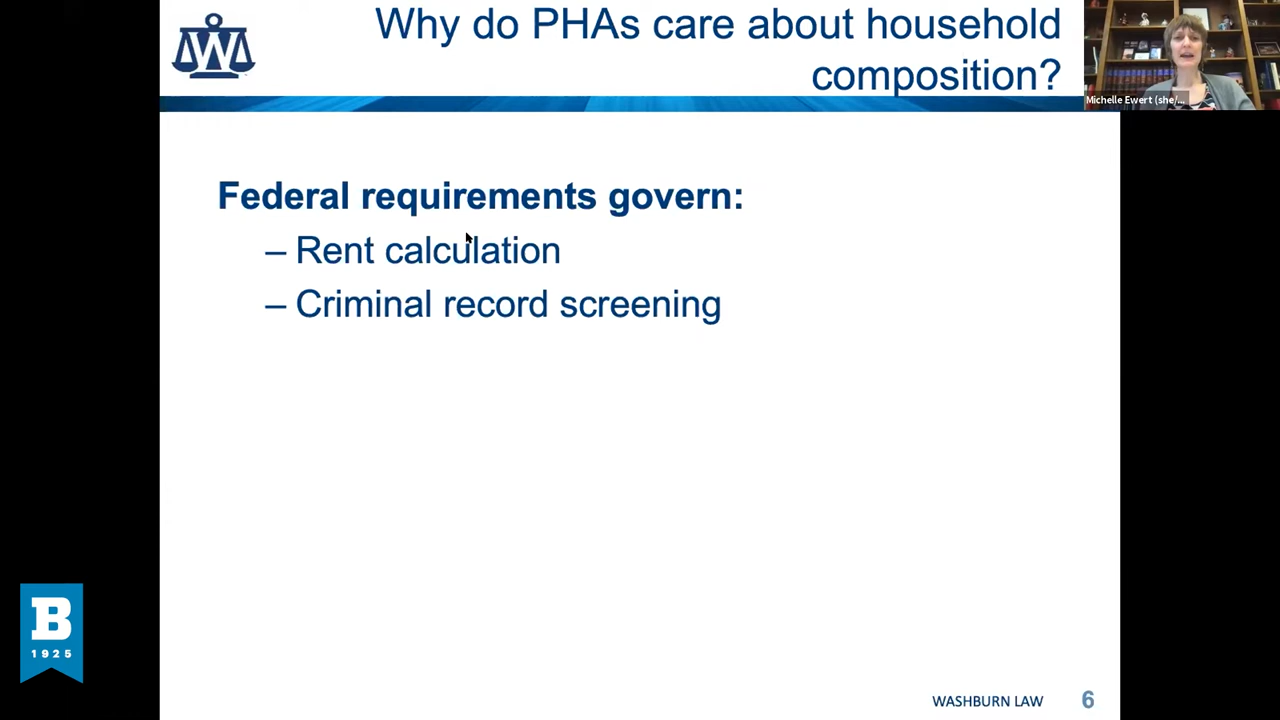 Why do PHAs care about household
composition?
Michelle Ewert (she/...
Federal requirements govern:
– Rent calculation
– Criminal record screening
B
1925
WASHBURN LAW
6
W